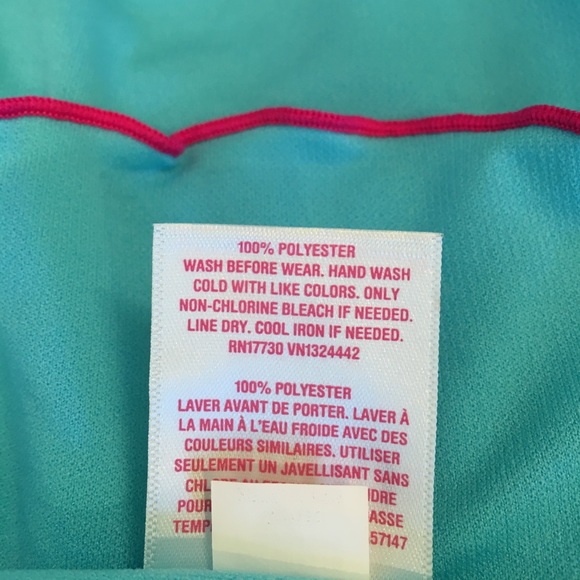 100% POLYESTER
WASH BEFORE WEAR. HAND WASH
COLD WITH LIKE COLORS. ONLY
NON-CHLORINE BLEACH IF NEEDED.
LINE DRY. COOL IRON IF NEEDED.
RN17730 VN1324442
100% POLYESTER
LAVER AVANT DE PORTER. LAVER À
LA MAIN À L'EAU FROIDE AVEC DES
COULEURS SIMILAIRES. UTILISER
SEULEMENT UN JAVELLISANT SANS